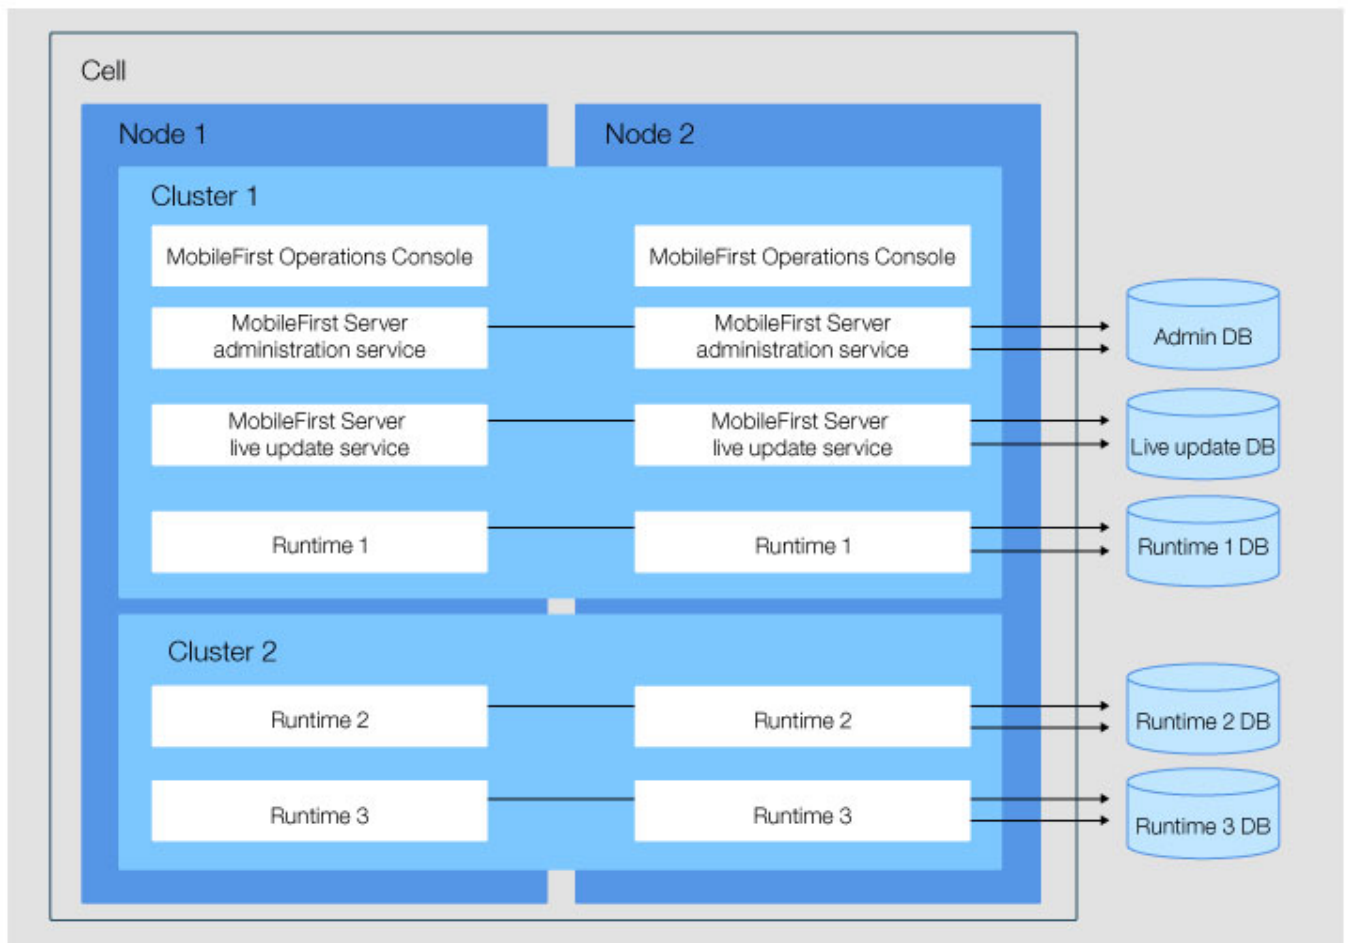 Cell
Node 1
Node 2
Cluster 1
MobileFirst Operations Console
MobileFirst Operations Console
MobileFirst Server
administration service
MobileFirst Server
administration service
Admin DB
MobileFirst Server
live update service
MobileFirst Server
live update service
Live update DB
Runtime 1
Runtime 1
Runtime 1 DB
Cluster 2
Runtime 2
Runtime 2
Runtime 2 DB
Runtime 3
Runtime 3
Runtime 3 DB